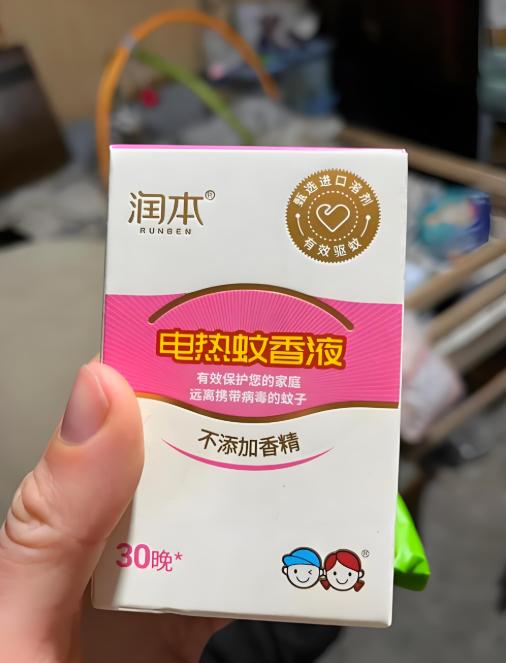 润本®
RUNBEN
甄选进口溶剂
有效驱蚊
电热蚊香液
有效保护您的家庭
远离携带病毒的蚊子
不添加香精
30晚*
®